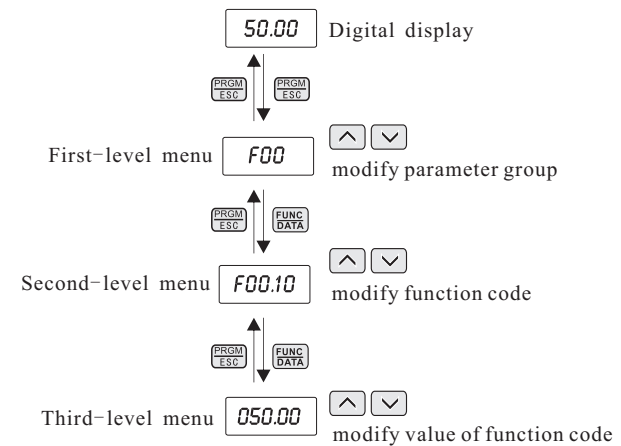 50.00 Digital display
PRGM PRGM
ESC ESC
First-level menu F00
modify parameter group
PRGM FUNC
ESC DATA
Second-level menu F00.10
modify function code
PRGM FUNC
ESC DATA
Third-level menu 050.00
modify value of function code